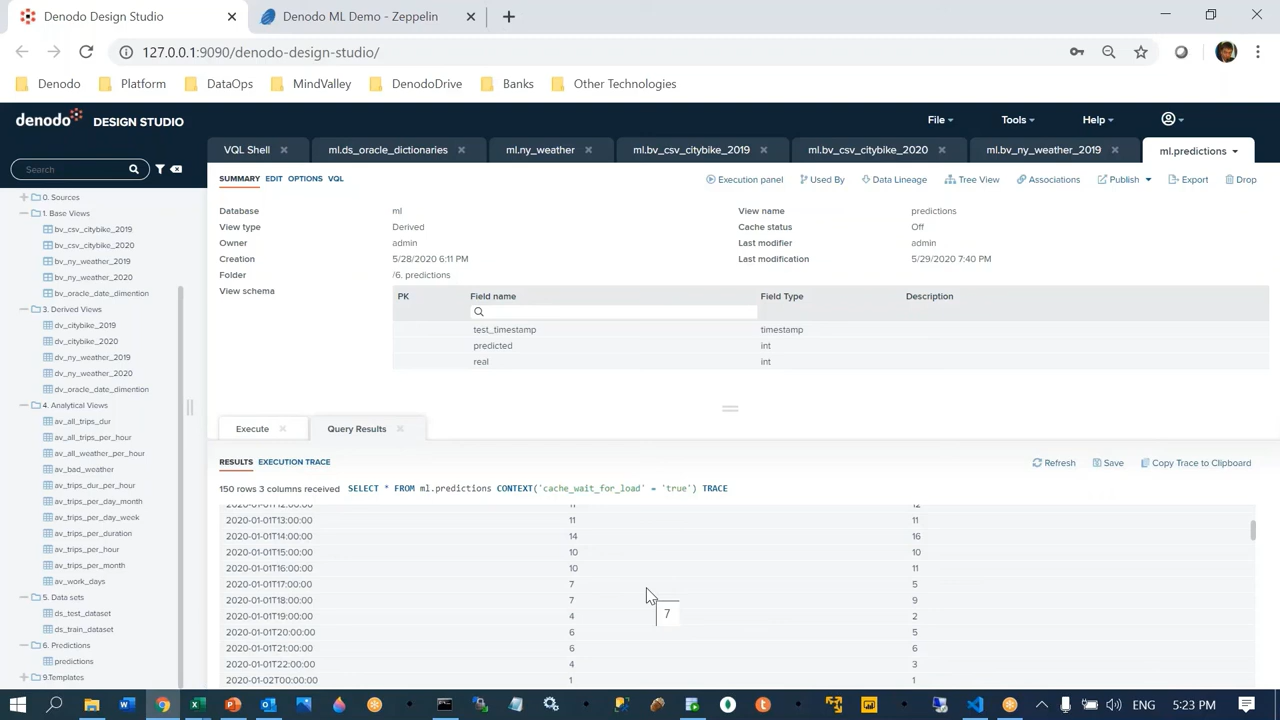 Denodo Design Studio
Denodo ML Demo - Zeppelin
127.0.0.1:9090/denodo-design-studio/
Denodo Platform DataOps MindValley DenodoDrive Banks Other Technologies
denodo DESIGN STUDIO File Tools Help
VQL Shell ml.ds_oracle_dictionaries ml.ny_weather ml.bv_csv_citybike_2019 ml.bv_csv_citybike_2020 ml.bv_ny_weather_2019 ml.predictions
Search
SUMMARY EDIT OPTIONS VQL Execution panel Used By Data Lineage Tree View Associations Publish Export Drop
0. Sources
1. Base Views
bv_csv_citybike_2019
bv_csv_citybike_2020
bv_ny_weather_2019
bv_ny_weather_2020
bv_oracle_date_dimention
3. Derived Views
dv_citybike_2019
dv_citybike_2020
dv_ny_weather_2019
dv_ny_weather_2020
dv_oracle_date_dimention
4. Analytical Views
av_all_trips_dur
av_all_trips_per_hour
av_all_weather_per_hour
av_bad_weather
av_trips_dur_per_hour
av_trips_per_day_month
av_trips_per_day_week
av_trips_per_duration
av_trips_per_hour
av_trips_per_month
av_work_days
5. Data sets
ds_test_dataset
ds_train_dataset
6. Predictions
predictions
9.Templates
Database ml View name predictions
View type Derived Cache status Off
Owner admin Last modifier admin
Creation 5/28/2020 6:11 PM Last modification 5/29/2020 7:40 PM
Folder /6. predictions
View schema
PK Field name Field Type Description
test_timestamp timestamp
predicted int
real int
Execute Query Results
RESULTS EXECUTION TRACE Refresh Save Copy Trace to Clipboard
150 rows 3 columns received SELECT * FROM ml.predictions CONTEXT('cache_wait_for_load' = 'true') TRACE
2020-01-01T12:00:00 11 12
2020-01-01T13:00:00 11 11
2020-01-01T14:00:00 14 16
2020-01-01T15:00:00 10 10
2020-01-01T16:00:00 10 11
2020-01-01T17:00:00 7 5
2020-01-01T18:00:00 7 9
7
2020-01-01T19:00:00 4 2
2020-01-01T20:00:00 6 5
2020-01-01T21:00:00 6 6
2020-01-01T22:00:00 4 3
2020-01-02T00:00:00 1 1
ENG 5:23 PM